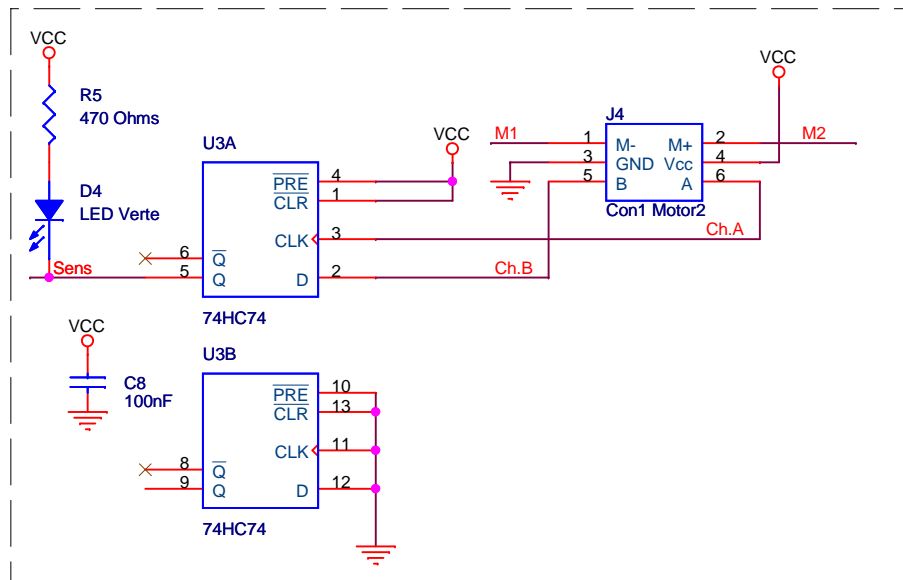 VCC
R5
470 Ohms
D4
LED Verte
Sens
U3A
VCC
PRE 4
CLR 1
CLK 3
6 Q
5 Q
D 2
74HC74
Ch.B
Ch.A
VCC
J4
M1 1 M- M+ 2 M2
3 GND Vcc 4
5 B A 6
Con1 Motor2
VCC
C8
100nF
U3B
PRE 10
CLR 13
CLK 11
8 Q
9 Q
D 12
74HC74